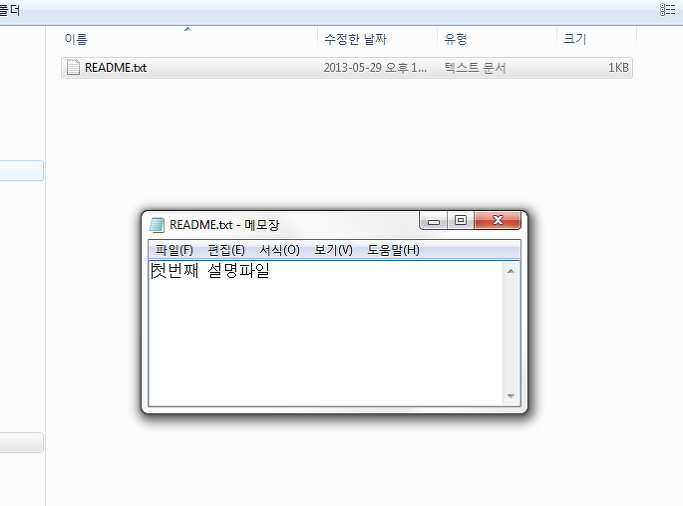 폴더
이름 수정한 날짜 유형 크기
README.txt 2013-05-29 오후 1... 텍스트 문서 1KB
README.txt - 메모장
파일(F) 편집(E) 서식(O) 보기(V) 도움말(H)
첫번째 설명파일